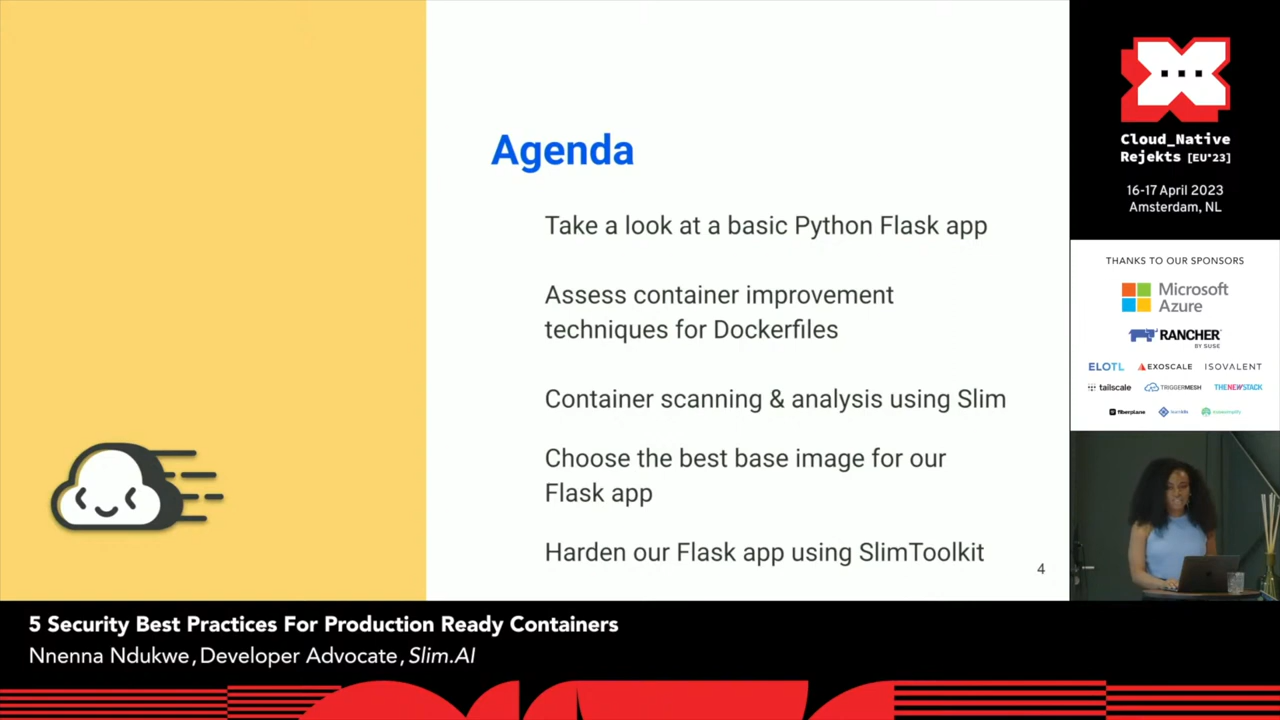 Agenda
Take a look at a basic Python Flask app
Assess container improvement
techniques for Dockerfiles
Container scanning & analysis using Slim
Choose the best base image for our
Flask app
Harden our Flask app using SlimToolkit
4
Cloud_Native
Rejekts [EU'23]
16-17 April 2023
Amsterdam, NL
THANKS TO OUR SPONSORS
Microsoft
Azure
RANCHER
BY SUSE
ELOTL EXOSCALE ISOVALENT
tailscale TRIGGERMESH THENEWSTACK
fiberplane
5 Security Best Practices For Production Ready Containers
Nnenna Ndukwe, Developer Advocate, Slim.AI